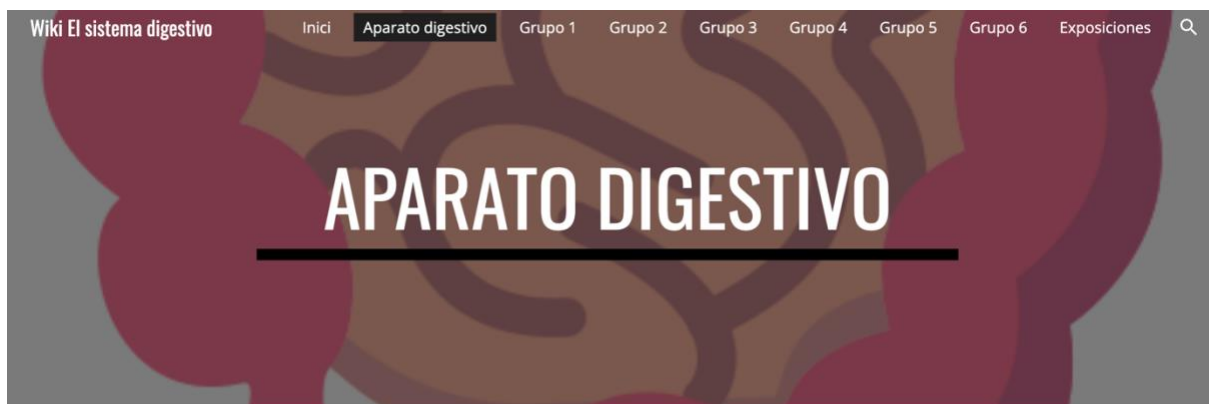 Wiki El sistema digestivo Inici Aparato digestivo Grupo 1 Grupo 2 Grupo 3 Grupo 4 Grupo 5 Grupo 6 Exposiciones
APARATO DIGESTIVO